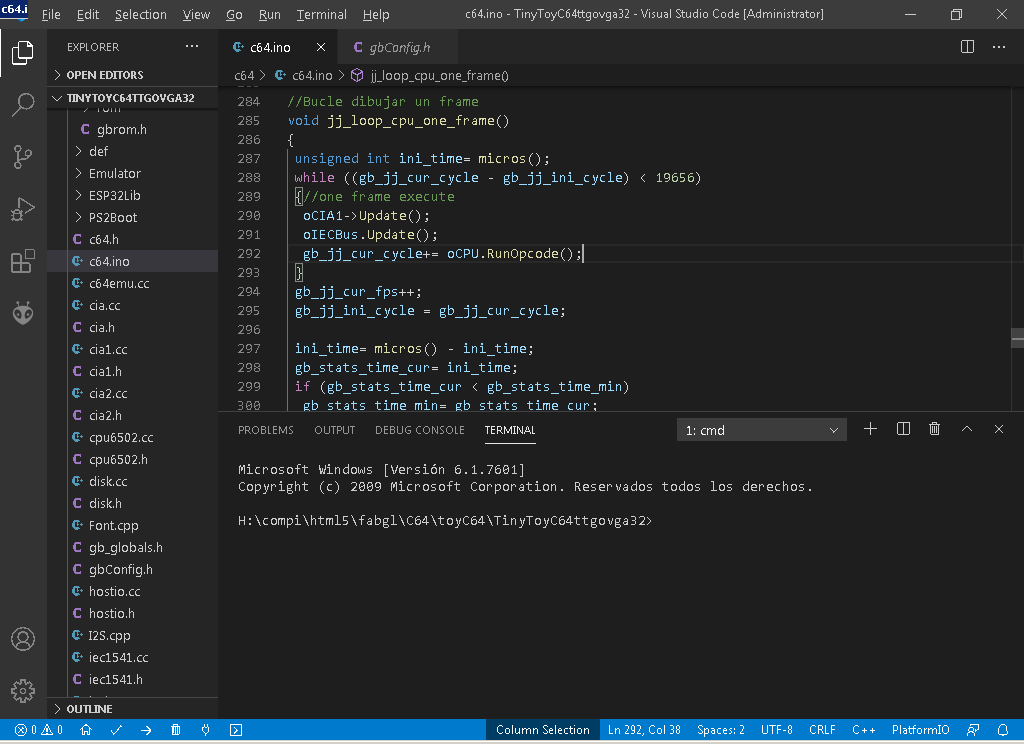 c64.i
File Edit Selection View Go Run Terminal Help
c64.ino - TinyToyC64ttgovga32 - Visual Studio Code [Administrator]
EXPLORER
OPEN EDITORS
TINYTOYC64TTGOVGA32
rom
gbrom.h
def
Emulator
ESP32Lib
PS2Boot
c64.h
c64.ino
c64emu.cc
cia.cc
cia.h
cia1.cc
cia1.h
cia2.cc
cia2.h
cpu6502.cc
cpu6502.h
disk.cc
disk.h
Font.cpp
gb_globals.h
gbConfig.h
hostio.cc
hostio.h
I2S.cpp
iec1541.cc
iec1541.h
OUTLINE
c64.ino
gbConfig.h
c64 > c64.ino > jj_loop_cpu_one_frame()
284 //Bucle dibujar un frame
285 void jj_loop_cpu_one_frame()
286 {
287 unsigned int ini_time= micros();
288 while ((gb_jj_cur_cycle - gb_jj_ini_cycle) < 19656)
289 {//one frame execute
290 oCIA1->Update();
291 oIECBus.Update();
292 gb_jj_cur_cycle+= oCPU.RunOpcode();
293 }
294 gb_jj_cur_fps++;
295 gb_jj_ini_cycle = gb_jj_cur_cycle;
296
297 ini_time= micros() - ini_time;
298 gb_stats_time_cur= ini_time;
299 if (gb_stats_time_cur < gb_stats_time_min)
300 gb_stats_time_min= gb_stats_time_cur;
PROBLEMS OUTPUT DEBUG CONSOLE TERMINAL
1: cmd
Microsoft Windows [Versión 6.1.7601]
Copyright (c) 2009 Microsoft Corporation. Reservados todos los derechos.
H:\compi\html5\fabgl\C64\toyC64\TinyToyC64ttgovga32>
0 0
Column Selection Ln 292, Col 38 Spaces: 2 UTF-8 CRLF C++ PlatformIO